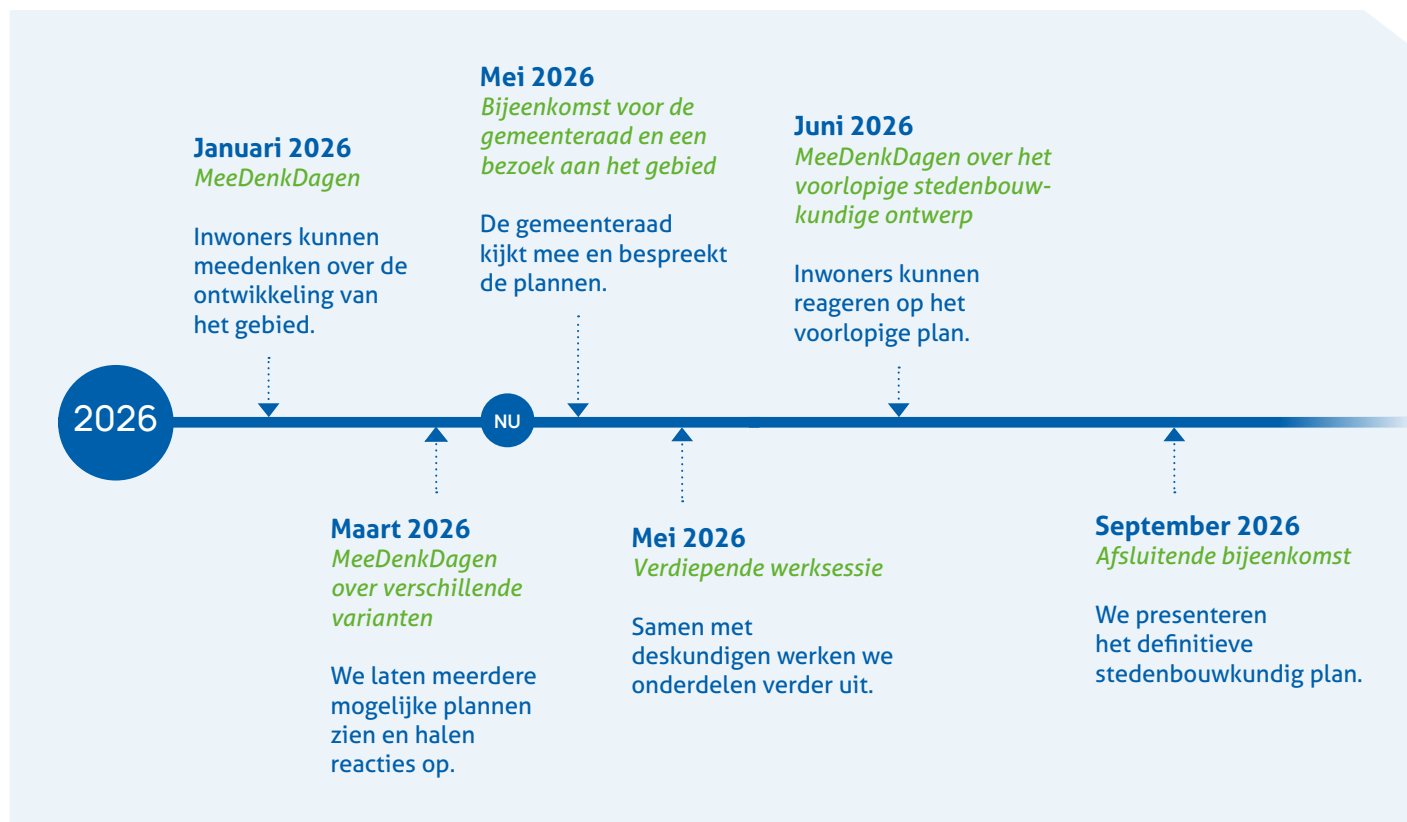 2026
Januari 2026
MeeDenkDagen
Inwoners kunnen
meedenken over de
ontwikkeling van
het gebied.
Maart 2026
MeeDenkDagen
over verschillende
varianten
We laten meerdere
mogelijke plannen
zien en halen
reacties op.
NU
Mei 2026
Bijeenkomst voor de
gemeenteraad en een
bezoek aan het gebied
De gemeenteraad
kijkt mee en bespreekt
de plannen.
Mei 2026
Verdiepende werksessie
Samen met
deskundigen werken we
onderdelen verder uit.
Juni 2026
MeeDenkDagen over het
voorlopige stedenbouw-
kundige ontwerp
Inwoners kunnen
reageren op het
voorlopige plan.
September 2026
Afsluitende bijeenkomst
We presenteren
het definitieve
stedenbouwkundig plan.